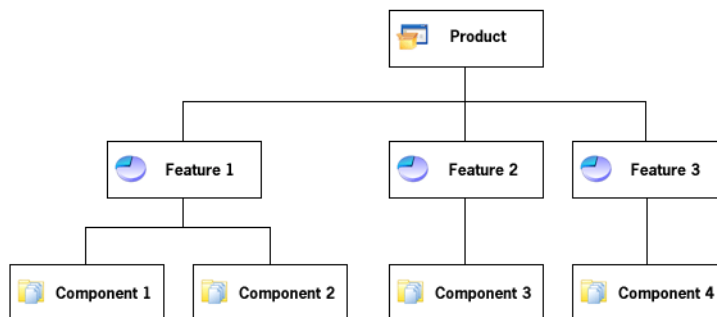 Product
Feature 1
Feature 2
Feature 3
Component 1
Component 2
Component 3
Component 4